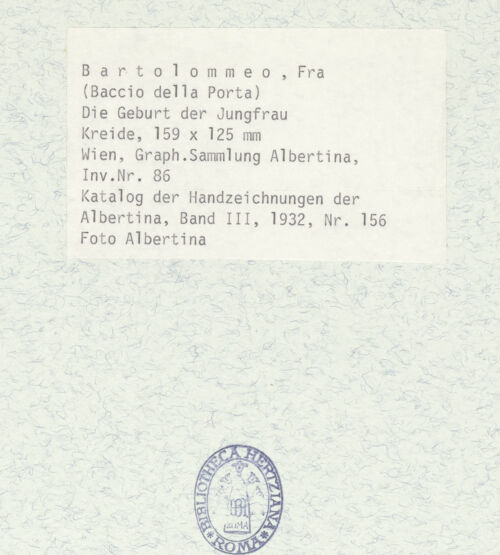 Bartolommeo, Fra
(Baccio della Porta)
Die Geburt der Jungfrau
Kreide, 159 x 125 mm
Wien, Graph.Sammlung Albertina,
Inv.Nr. 86
Katalog der Handzeichnungen der
Albertina, Band III, 1932, Nr. 156
Foto Albertina
BIBLIOTHECA HERTZIANA
ROMA
ROMA